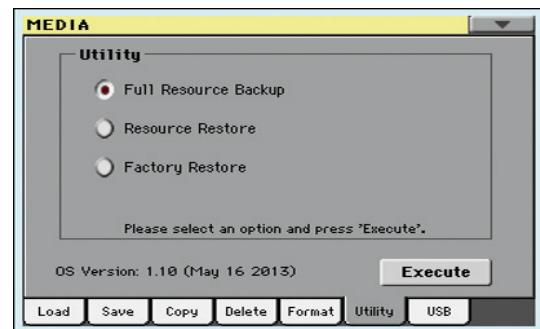 MEDIA
Utility
Full Resource Backup
Resource Restore
Factory Restore
Please select an option and press 'Execute'.
OS Version: 1.10 (May 16 2013)
Execute
Load Save Copy Delete Format Utility USB